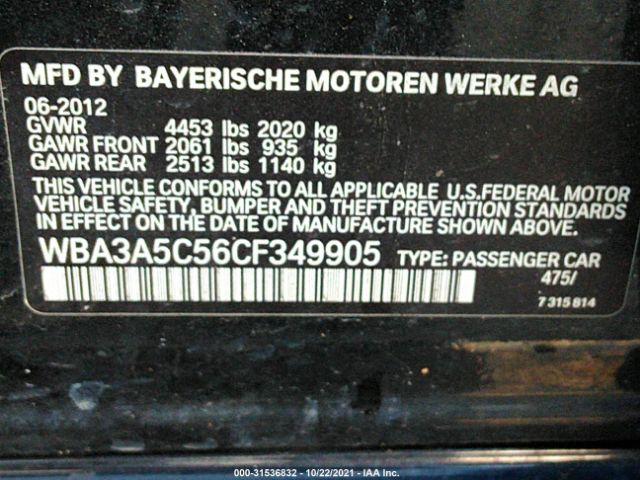 MFD BY BAYERISCHE MOTOREN WERKE AG
06-2012
GVWR 4453 lbs 2020 kg
GAWR FRONT 2061 lbs 935 kg
GAWR REAR 2513 lbs 1140 kg
THIS VEHICLE CONFORMS TO ALL APPLICABLE U.S.FEDERAL MOTOR
VEHICLE SAFETY, BUMPER AND THEFT PREVENTION STANDARDS
IN EFFECT ON THE DATE OF MANUFACTURE SHOWN ABOVE.
WBA3A5C56CF349905 TYPE: PASSENGER CAR
475/
7 315 814
000-31536832 - 10/22/2021 - IAA Inc.